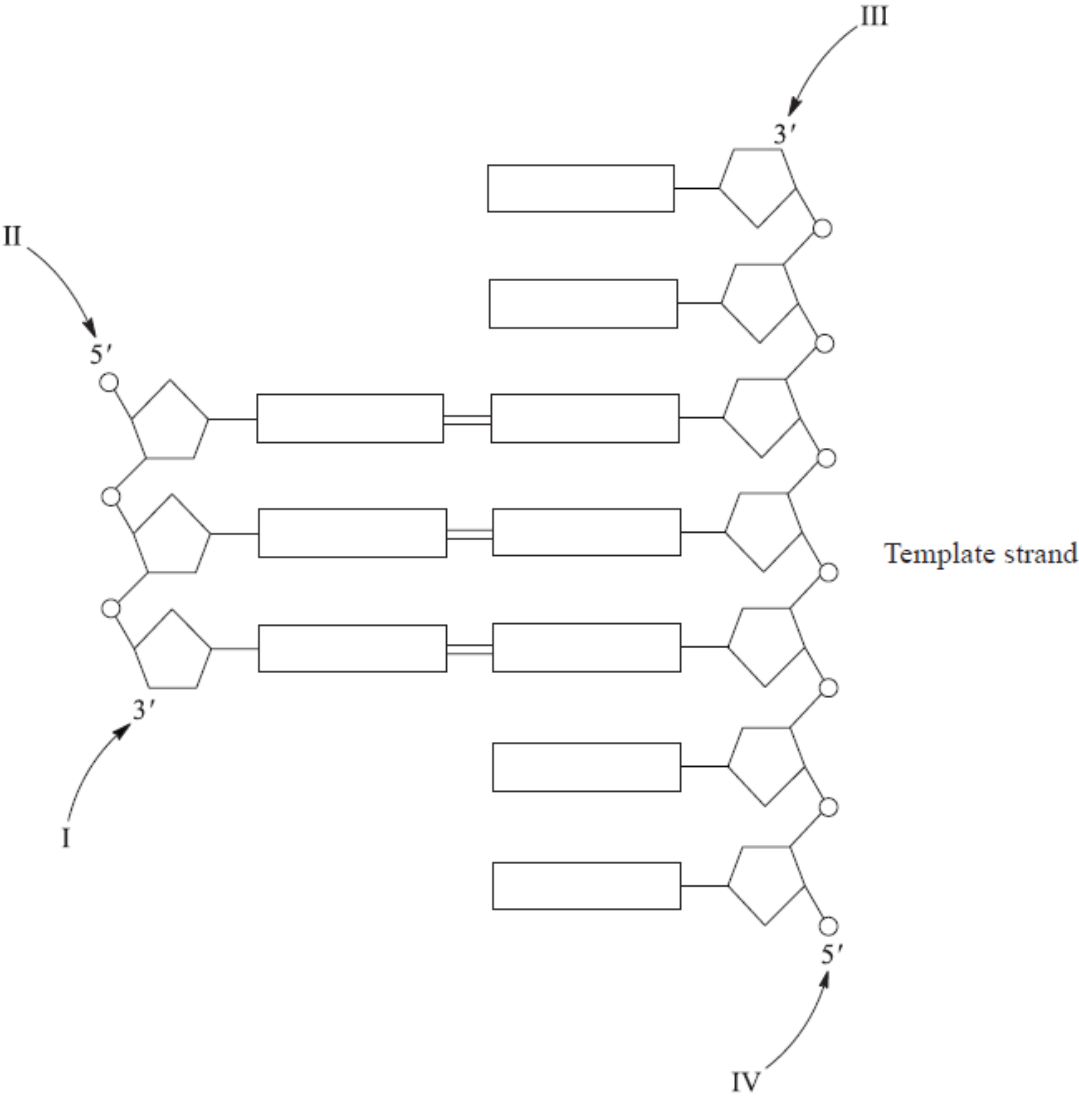 III
3′
II
5′
Template strand
3′
I
5′
IV